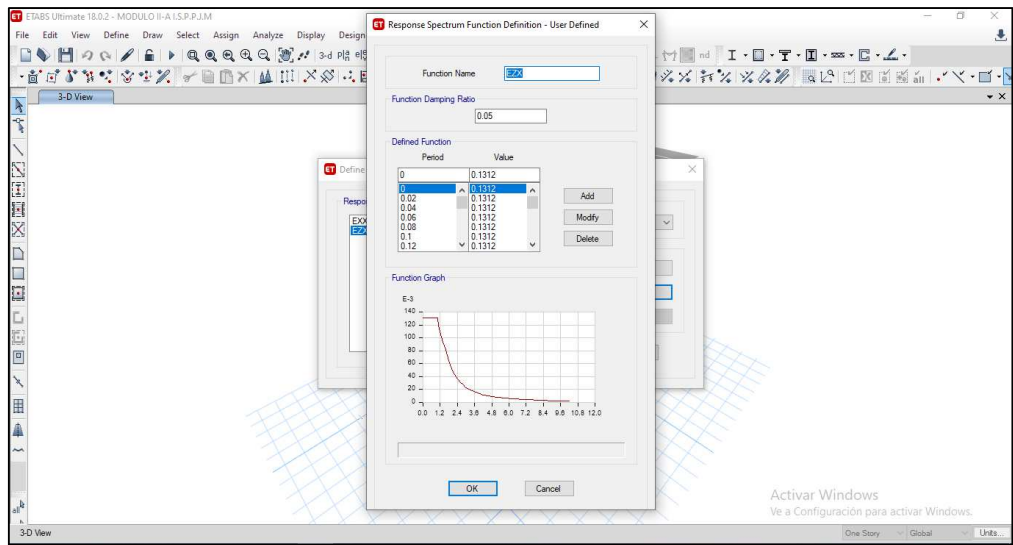 ETABS Ultimate 18.0.2 - MODULO II-A I.S.P.P.J.M
File Edit View Define Draw Select Assign Analyze Display Design
3-d
nd
3-D View
Define
Respo
EXX
EZX
Response Spectrum Function Definition - User Defined
Function Name EZX
Function Damping Ratio
0.05
Defined Function
Period Value
0 0.1312
0 0.1312
0.02 0.1312
0.04 0.1312
0.06 0.1312
0.08 0.1312
0.1 0.1312
0.12 0.1312
Add
Modify
Delete
Function Graph
E-3
140
120
100
80
60
40
20
0
0.0 1.2 2.4 3.6 4.8 6.0 7.2 8.4 9.6 10.8 12.0
OK Cancel
Activar Windows
Ve a Configuración para activar Windows.
all
3-D View One Story Global Units...